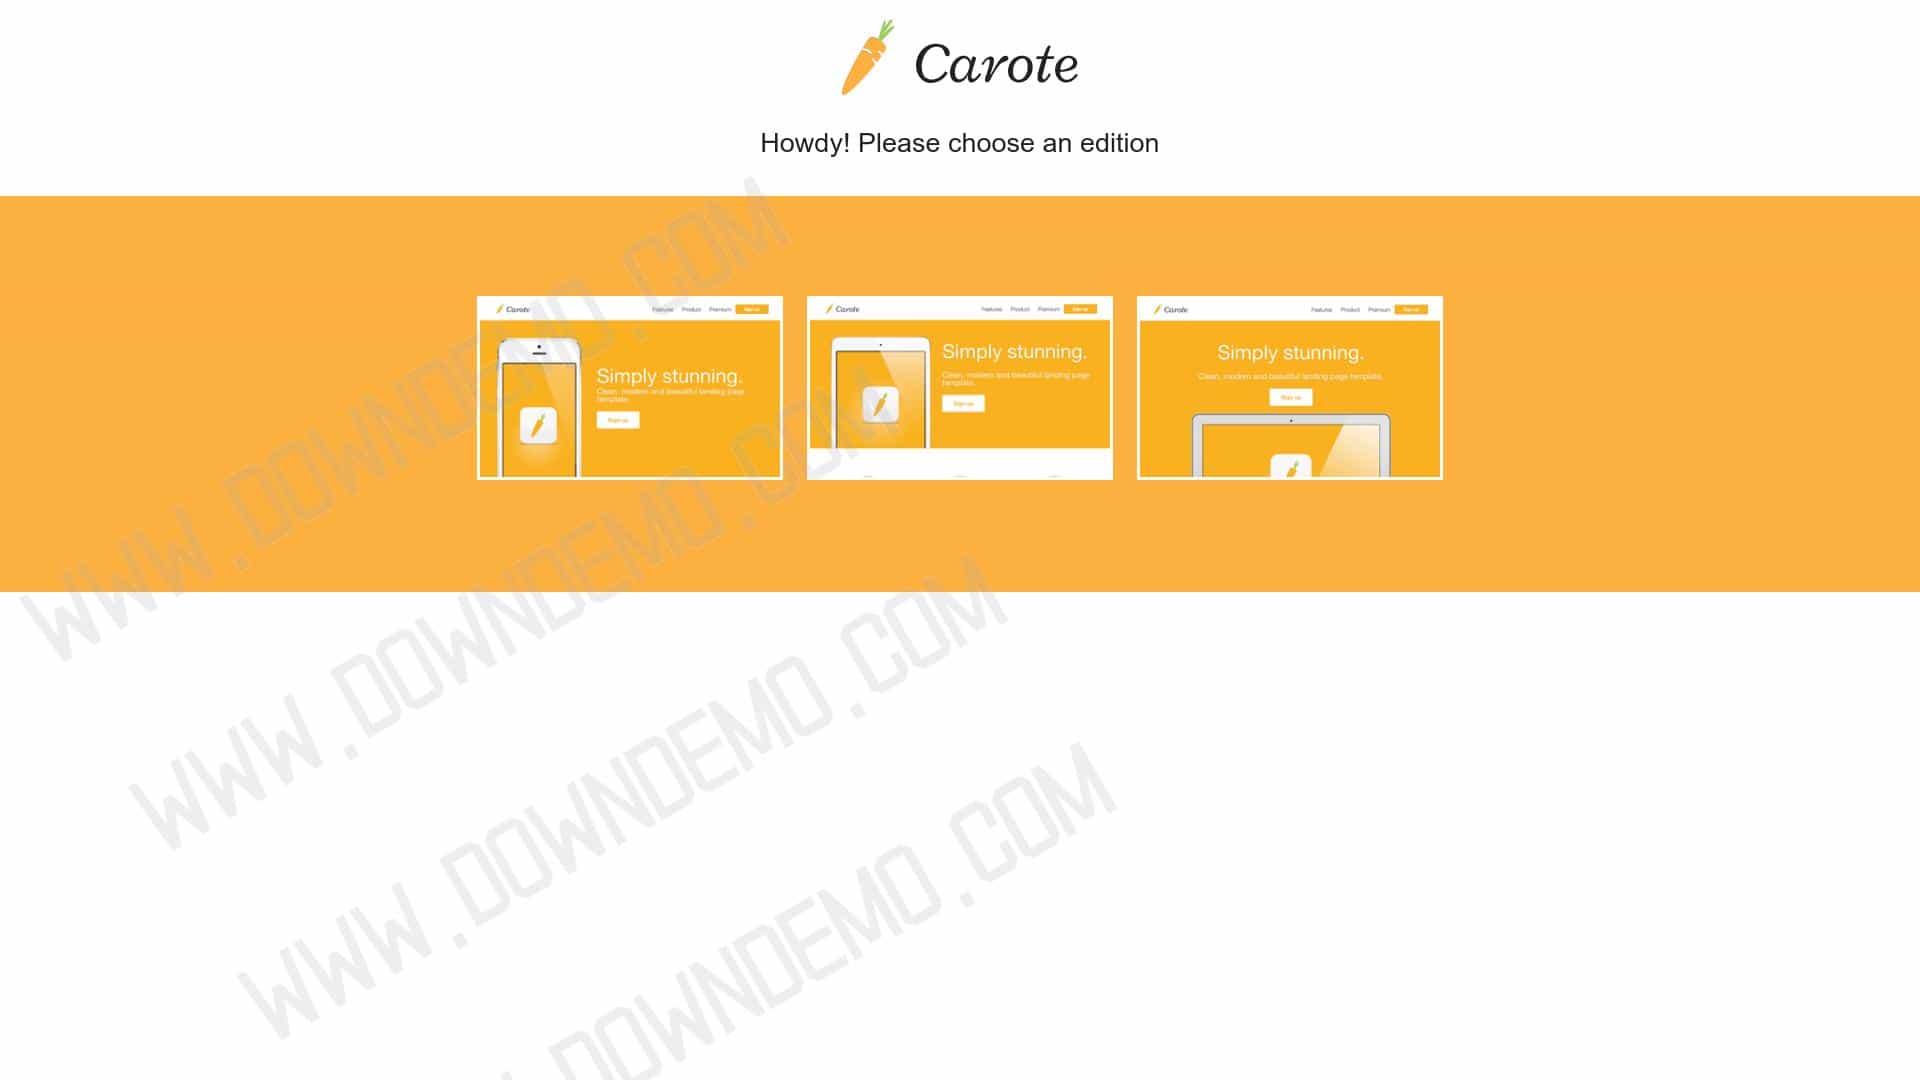 Carote
Howdy! Please choose an edition
Carote Features Product Premium Sign up
Simply stunning.
Clean, modern and beautiful landing page
template.
Sign up
Carote Features Product Premium Sign up
Simply stunning.
Clean, modern and beautiful landing page
template.
Sign up
Carote Features Product Premium Sign up
Simply stunning.
Clean, modern and beautiful landing page template.
Sign up
WWW.DOWNDEMO.COM
WWW.DOWNDEMO.COM
WWW.DOWNDEMO.COM
DOWNDEMO.COM